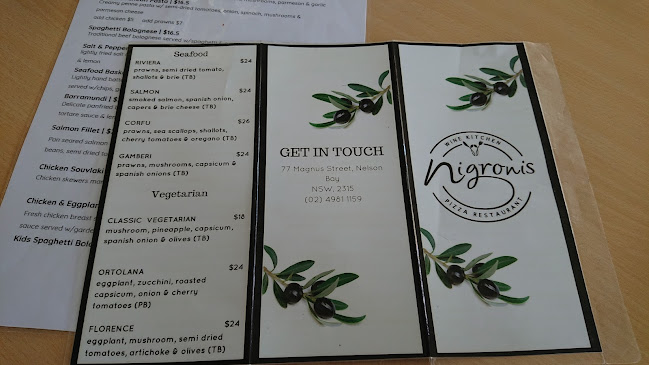 Creamy penne pasta w/ semi-dried tomatoes, onion, spinach, mushrooms &
parmesan cheese
add chicken $5 add prawns $7
Spaghetti Bolognese | $16.5
Traditional beef bolognese served w/spaghetti &
Salt & Pepper
lightly fried
& lemon
Seafood Bask
Lightly hand
served w/chips,
Barramundi | $
Delicate panfried
tartare sauce & le
Salmon Fillet | $
Pan seared salmon
beans, semi dried to
Chicken Souvlaki
Chicken skewers mar
Chicken & Eggplan
Fresh chicken breast s
sauce served w/garde
Kids Spaghetti Bolo
Seafood
RIVIERA $24
prawns, semi dried tomato,
shallots & brie (TB)
SALMON $24
smoked salmon, spanish onion,
capers & brie cheese (TB)
CORFU $26
prawns, sea scallops, shallots,
cherry tomatoes & oregano (TB)
GAMBERI $24
prawns, mushrooms, capsicum &
spanish onions (TB)
Vegetarian
CLASSIC VEGETARIAN $18
mushroom, pineapple, capsicum,
spanish onion & olives (TB)
ORTOLANA $24
eggplant, zucchini, roasted
capsicum, onion & cherry
tomatoes (PB)
FLORENCE $24
eggplant, mushroom, semi dried
tomatoes, artichoke & olives (TB)
GET IN TOUCH
77 Magnus Street, Nelson
Bay
NSW, 2315
(02) 4981 1159
WINE KITCHEN
Nigronis
PIZZA RESTAURANT